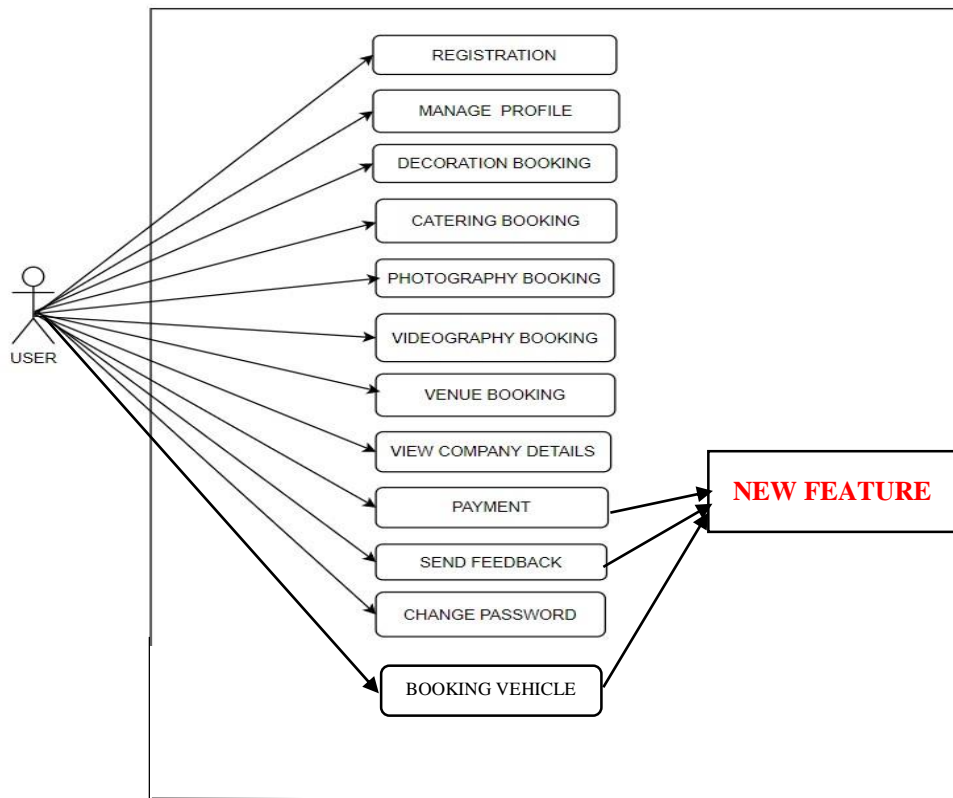 REGISTRATION
MANAGE PROFILE
DECORATION BOOKING
CATERING BOOKING
PHOTOGRAPHY BOOKING
VIDEOGRAPHY BOOKING
USER
VENUE BOOKING
VIEW COMPANY DETAILS
NEW FEATURE
PAYMENT
SEND FEEDBACK
CHANGE PASSWORD
BOOKING VEHICLE